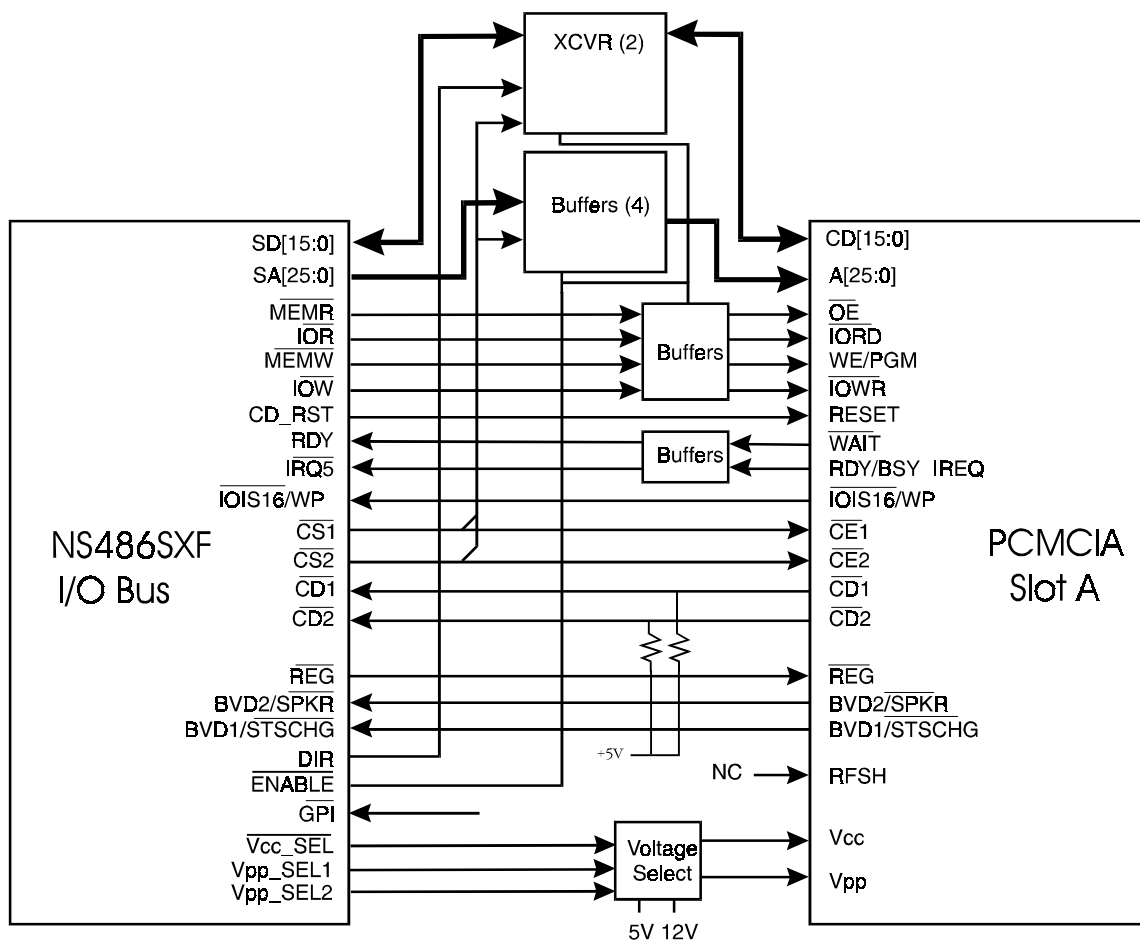 XCVR (2)
Buffers (4)
SD[15:0]
SA[25:0]
MEMR
IOR
MEMW
IOW
CD_RST
RDY
IRQ5
IOIS16/WP
CS1
CS2
CD1
CD2
REG
BVD2/SPKR
BVD1/STSCHG
DIR
ENABLE
GPI
Vcc_SEL
Vpp_SEL1
Vpp_SEL2
NS486SXF
I/O Bus
Buffers
Buffers
+5V
NC
Voltage
Select
5V 12V
CD[15:0]
A[25:0]
OE
IORD
WE/PGM
IOWR
RESET
WAIT
RDY/BSY IREQ
IOIS16/WP
CE1
CE2
CD1
CD2
REG
BVD2/SPKR
BVD1/STSCHG
RFSH
Vcc
Vpp
PCMCIA
Slot A